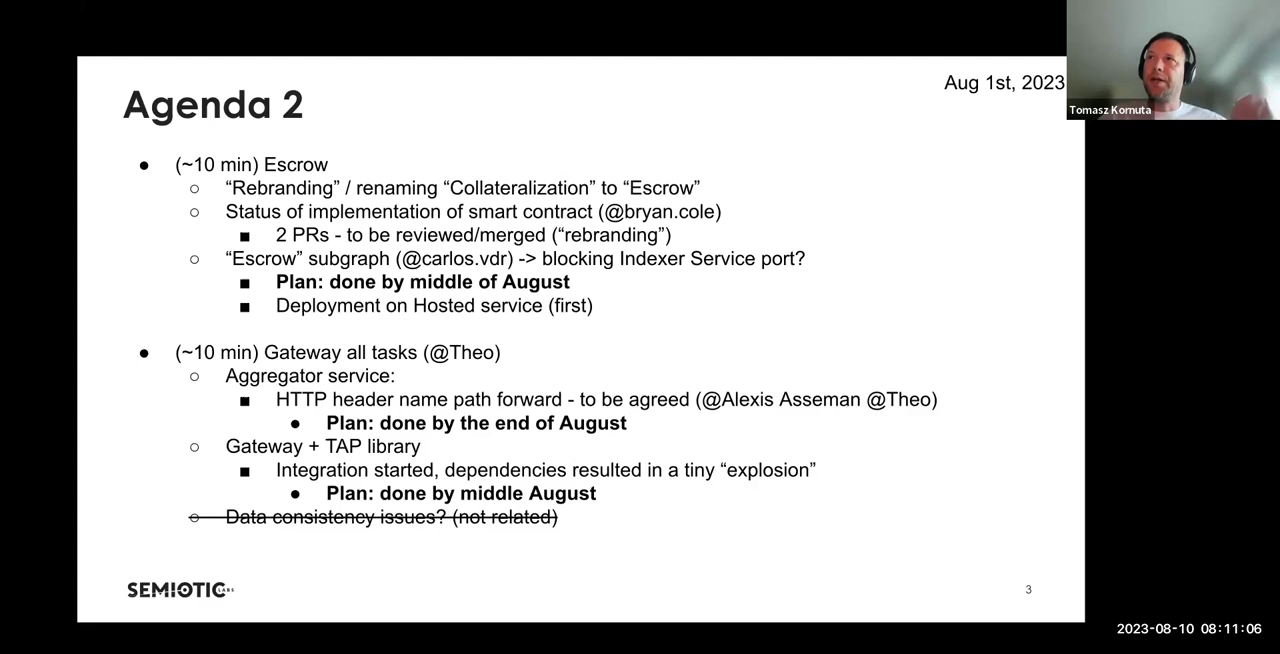 Aug 1st, 2023
Agenda 2
Tomasz Kornuta
● (~10 min) Escrow
○ “Rebranding” / renaming “Collateralization” to “Escrow”
○ Status of implementation of smart contract (@bryan.cole)
■ 2 PRs - to be reviewed/merged (“rebranding”)
○ “Escrow” subgraph (@carlos.vdr) -> blocking Indexer Service port?
■ Plan: done by middle of August
■ Deployment on Hosted service (first)
● (~10 min) Gateway all tasks (@Theo)
○ Aggregator service:
■ HTTP header name path forward - to be agreed (@Alexis Asseman @Theo)
● Plan: done by the end of August
○ Gateway + TAP library
■ Integration started, dependencies resulted in a tiny “explosion”
● Plan: done by middle August
○ Data consistency issues? (not related)
SEMIOTIC LABS
3
2023-08-10 08:11:06